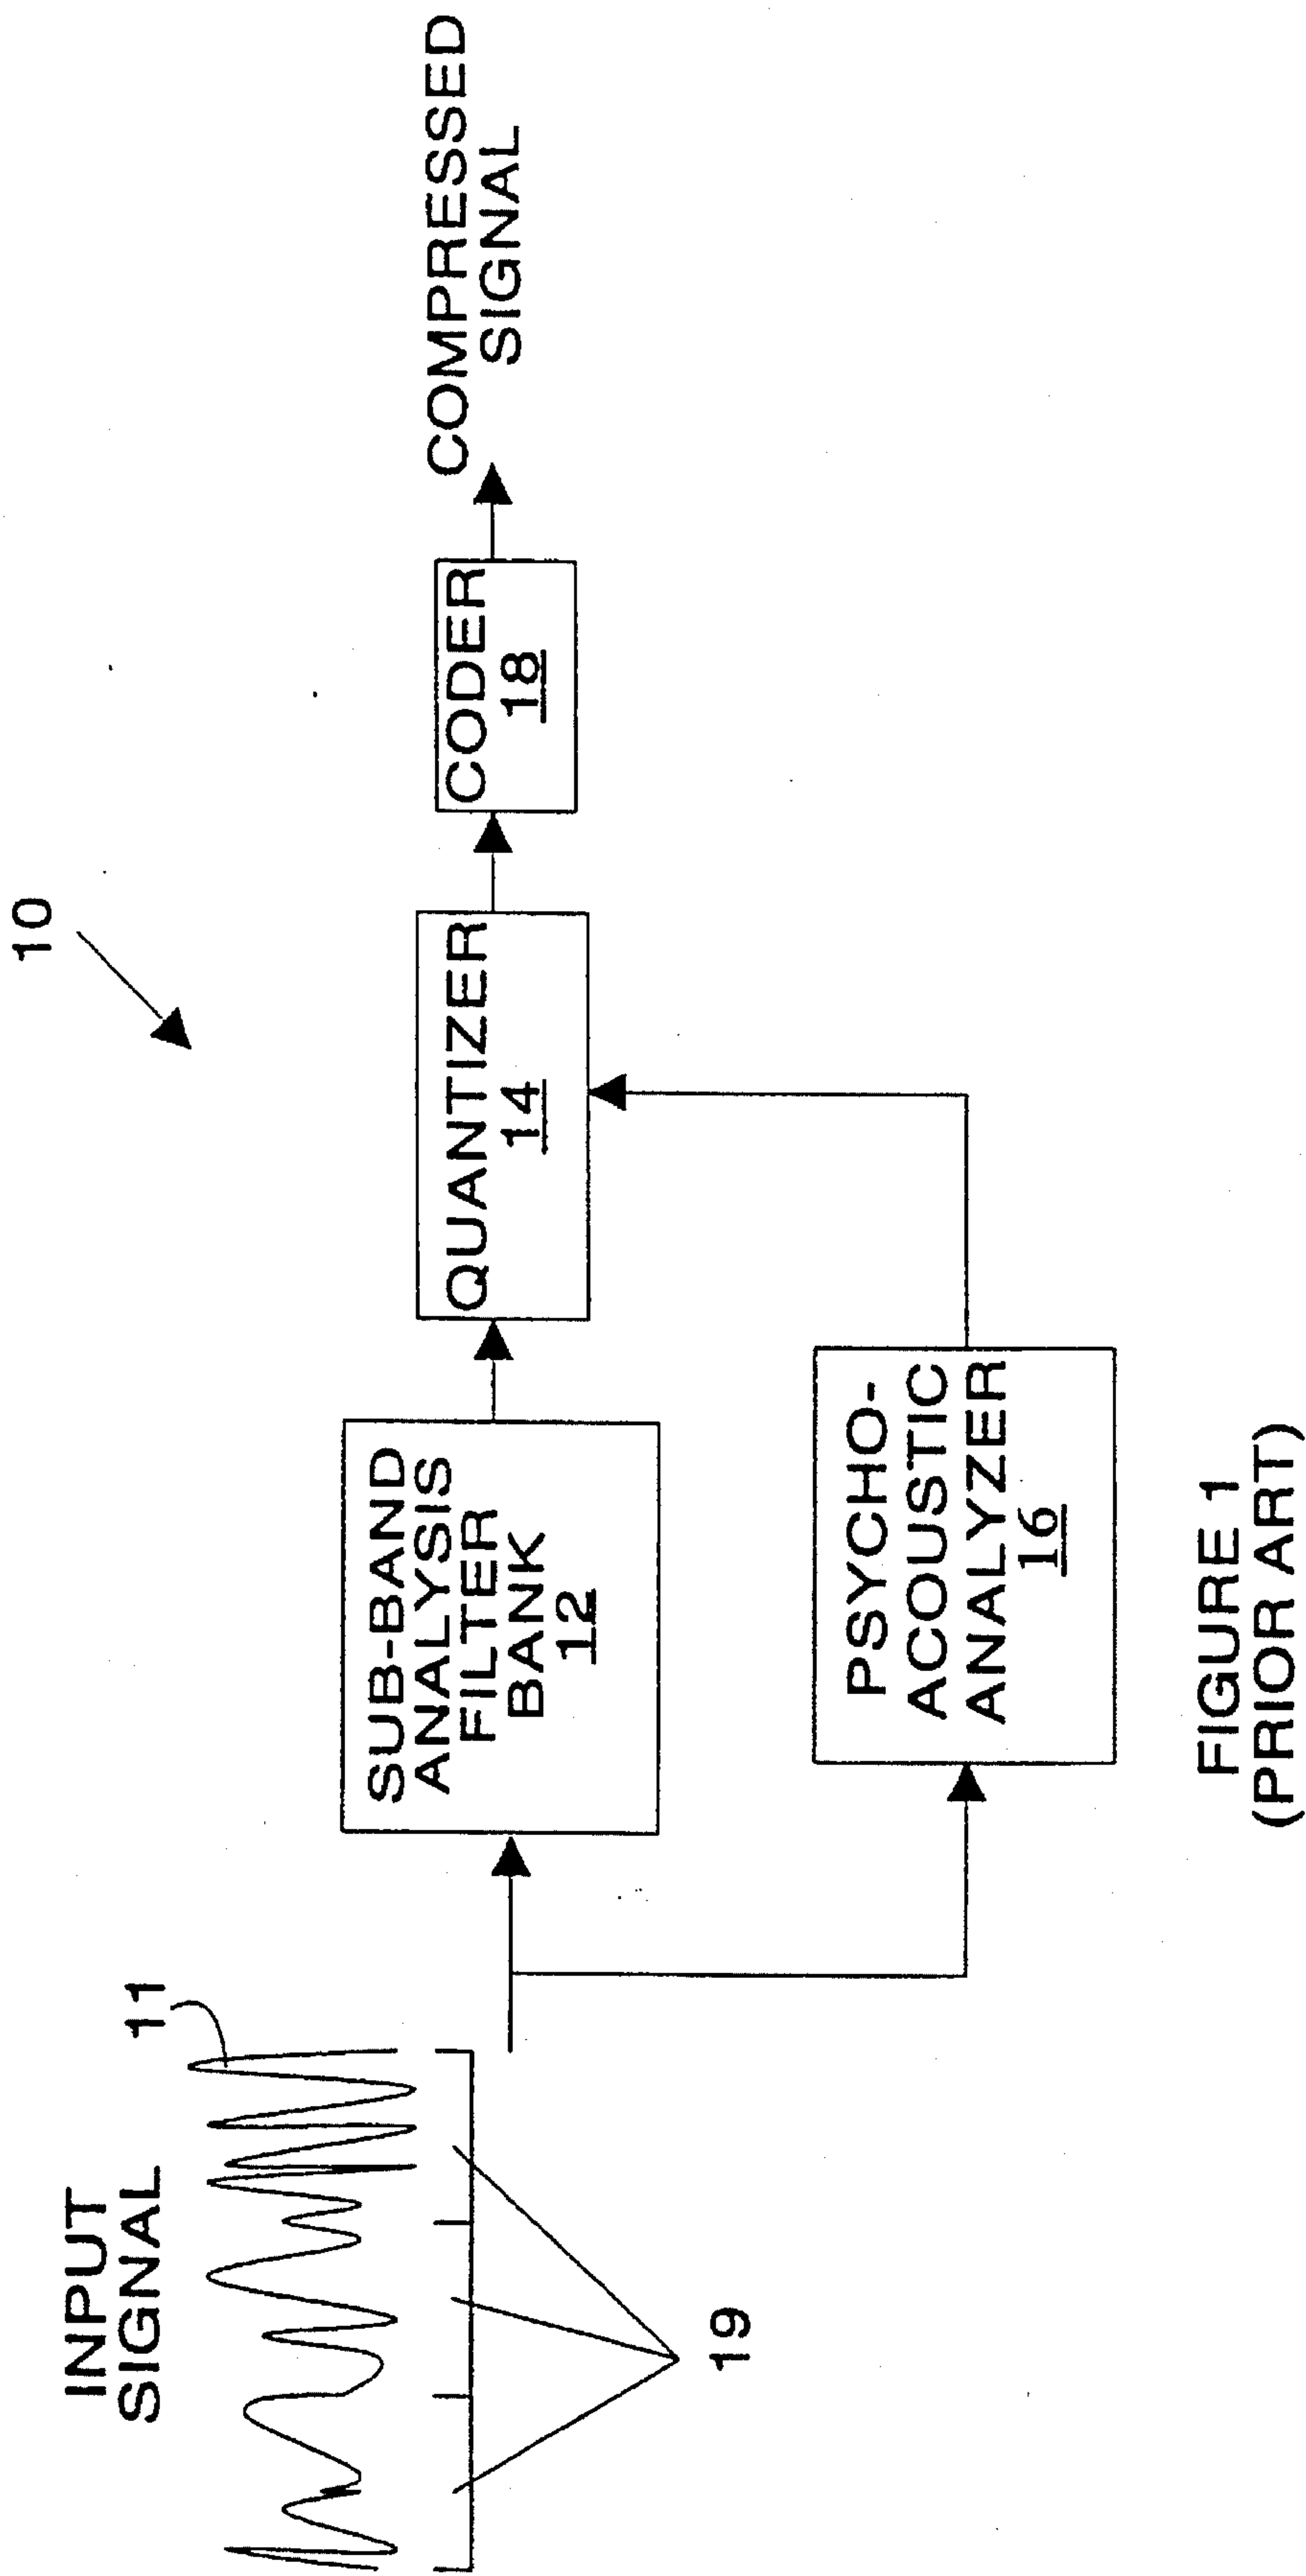 10
INPUT
SIGNAL
11
19
SUB-BAND
ANALYSIS
FILTER
BANK
12
QUANTIZER
14
CODER
18
COMPRESSED
SIGNAL
PSYCHO-
ACOUSTIC
ANALYZER
16
FIGURE 1
(PRIOR ART)